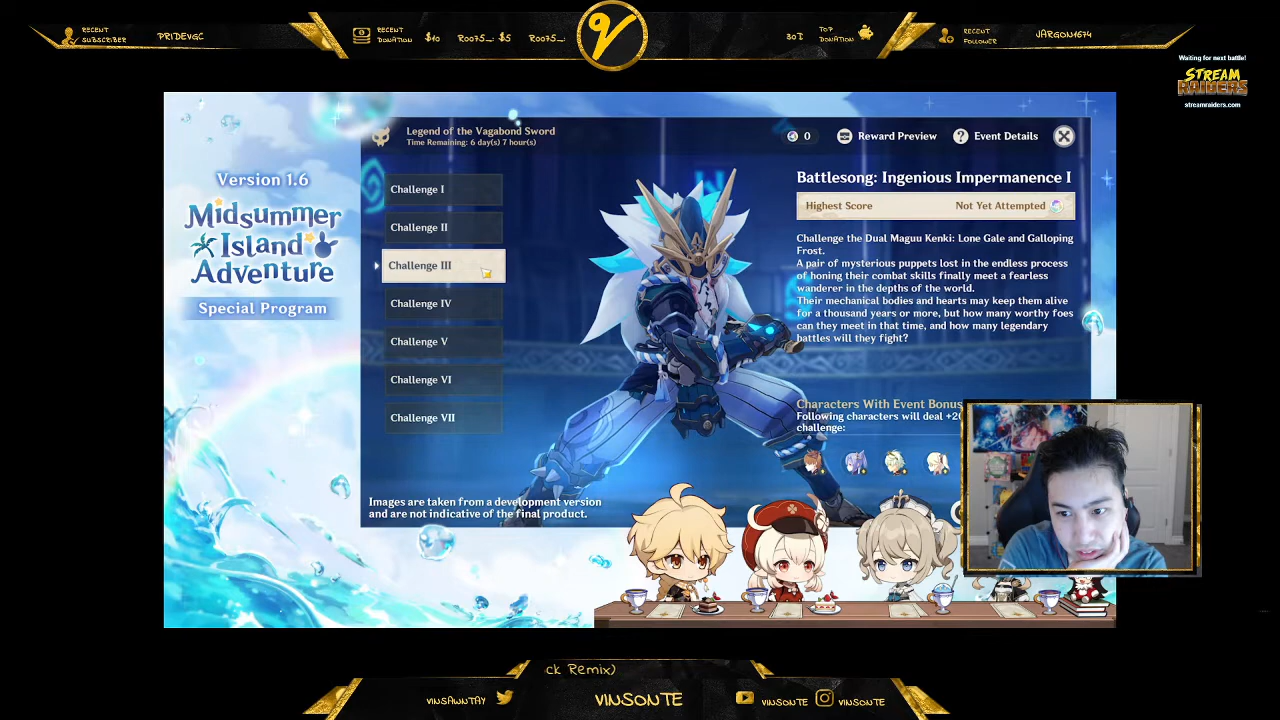 RECENT
SUBSCRIBER
PRIDEVGC
RECENT
DONATION
$10
R0075_: $5
R0075_:
TOP
DONATION
RECENT
FOLLOWER
JARGON1674
Waiting for next battle!
STREAM
RAIDERS
streamraiders.com
Version 1.6
Midsummer
Island
Adventure
Special Program
Legend of the Vagabond Sword
Time Remaining: 6 day(s) 7 hour(s)
0
Reward Preview
Event Details
Challenge I
Challenge II
Challenge III
Challenge IV
Challenge V
Challenge VI
Challenge VII
Battlesong: Ingenious Impermanence I
Highest Score
Not Yet Attempted
Challenge the Dual Maguu Kenki: Lone Gale and Galloping
Frost.
A pair of mysterious puppets lost in the endless process
of honing their combat skills finally meet a fearless
wanderer in the depths of the world.
Their mechanical bodies and hearts may keep them alive
for a thousand years or more, but how many worthy foes
can they meet in that time, and how many legendary
battles will they fight?
Characters With Event Bonus
Following characters will deal
challenge:
Images are taken from a development version
and are not indicative of the final product.
ck Remix)
VINSAWNTAY
VINSONTE
VINSONTE
VINSONTE